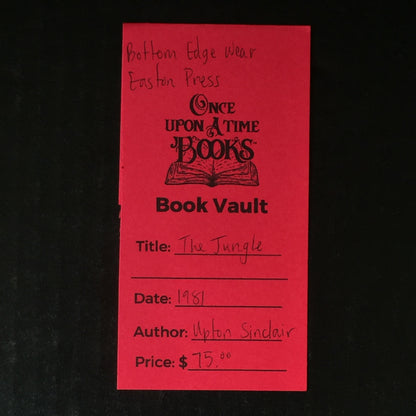 Bottom Edge Wear
Easton Press
ONCE
UPON A TIME
BOOKS™
Book Vault
Title: The Jungle
Date: 1981
Author: Upton Sinclair
Price: $ 75.00